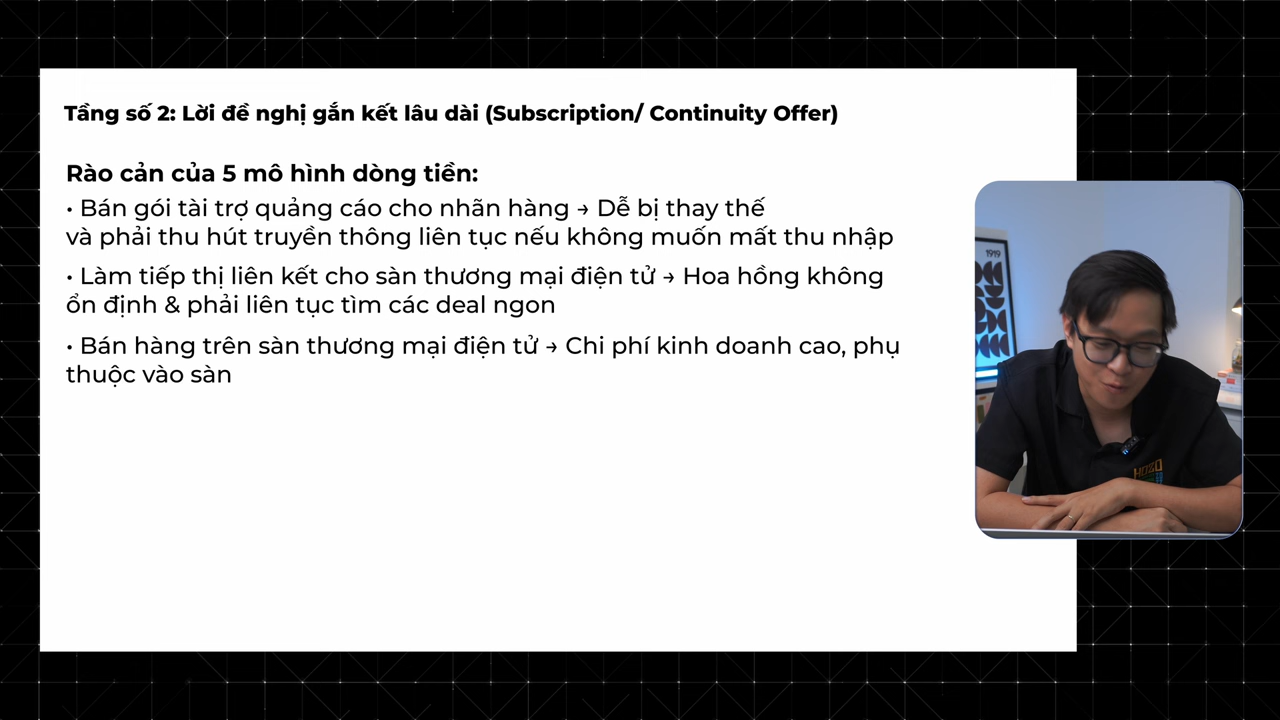 Tầng số 2: Lời đề nghị gắn kết lâu dài (Subscription/ Continuity Offer)
Rào cản của 5 mô hình dòng tiền:
• Bán gói tài trợ quảng cáo cho nhãn hàng → Dễ bị thay thế
và phải thu hút truyền thông liên tục nếu không muốn mất thu nhập
• Làm tiếp thị liên kết cho sàn thương mại điện tử → Hoa hồng không
ổn định & phải liên tục tìm các deal ngon
• Bán hàng trên sàn thương mại điện tử → Chi phí kinh doanh cao, phụ
thuộc vào sàn
1919